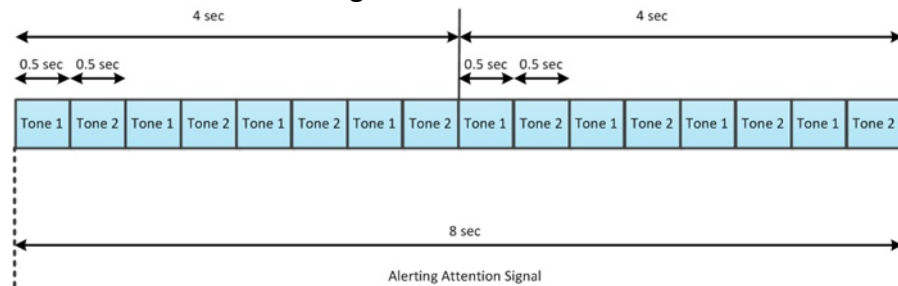 4 sec 4 sec
0.5 sec 0.5 sec 0.5 sec 0.5 sec
Tone 1 Tone 2 Tone 1 Tone 2 Tone 1 Tone 2 Tone 1 Tone 2 Tone 1 Tone 2 Tone 1 Tone 2 Tone 1 Tone 2 Tone 1 Tone 2
8 sec
Alerting Attention Signal